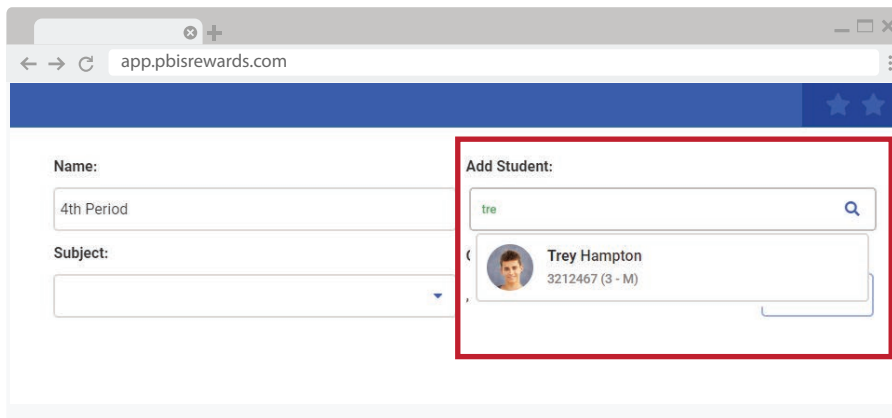 app.pbisrewards.com
Name:
4th Period
Subject:
Add Student:
tre
Trey Hampton
3212467 (3 - M)